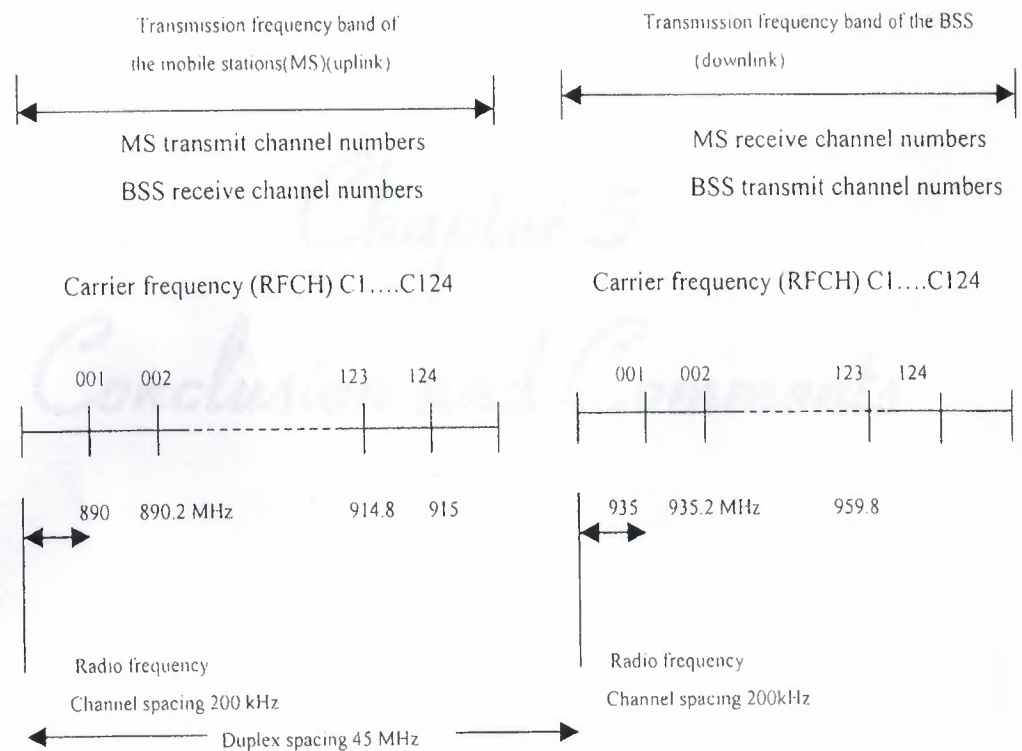 Transmission frequency band of
the mobile stations(MS)(uplink)
MS transmit channel numbers
BSS receive channel numbers
Carrier frequency (RFCH) C1....C124
001 002 123 124
890 890.2 MHz 914.8 915
Radio frequency
Channel spacing 200 kHz
Transmission frequency band of the BSS
(downlink)
MS receive channel numbers
BSS transmit channel numbers
Carrier frequency (RFCH) C1....C124
001 002 123 124
935 935.2 MHz 959.8
Radio frequency
Channel spacing 200kHz
Duplex spacing 45 MHz
Chapter 5
Conclusion and Comments